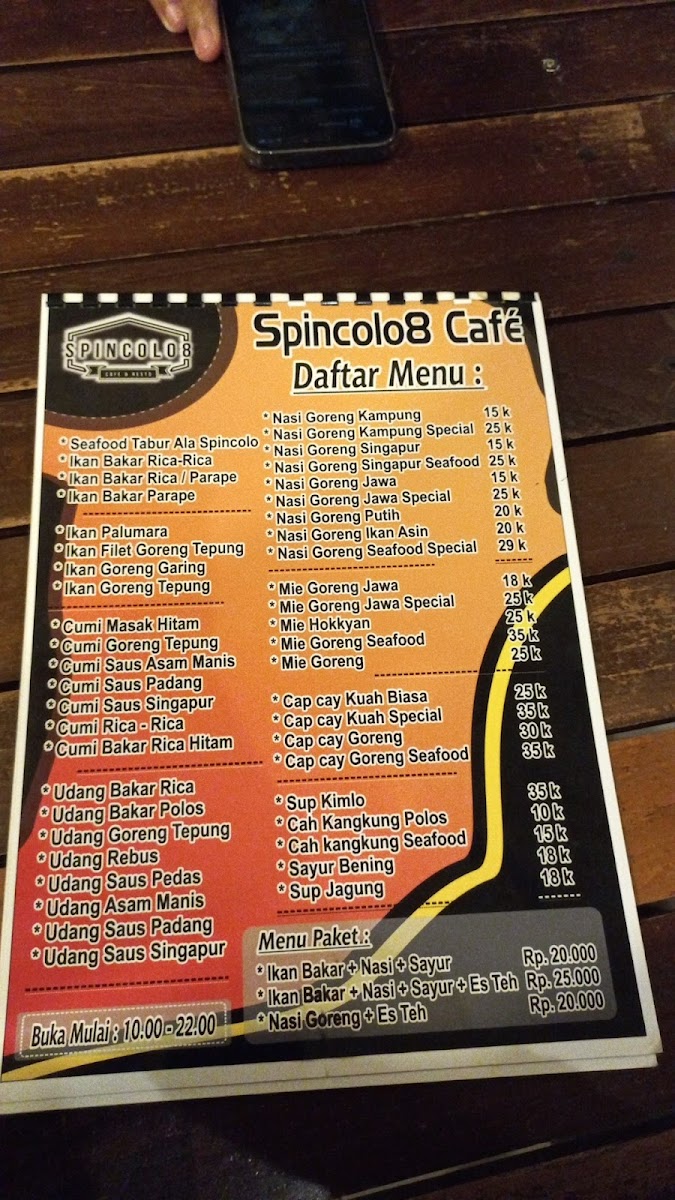 SPINCOLO8
CAFE & RESTO
Spincolo8 Café
Daftar Menu :
* Seafood Tabur Ala Spincolo
* Ikan Bakar Rica-Rica
* Ikan Bakar Rica / Parape
* Ikan Bakar Parape
* Ikan Palumara
* Ikan Filet Goreng Tepung
* Ikan Goreng Garing
* Ikan Goreng Tepung
* Cumi Masak Hitam
* Cumi Goreng Tepung
* Cumi Saus Asam Manis
* Cumi Saus Padang
* Cumi Saus Singapur
* Cumi Rica - Rica
* Cumi Bakar Rica Hitam
* Udang Bakar Rica
* Udang Bakar Polos
* Udang Goreng Tepung
* Udang Rebus
* Udang Saus Pedas
* Udang Asam Manis
* Udang Saus Padang
* Udang Saus Singapur
Buka Mulai : 10.00 - 22.00
* Nasi Goreng Kampung 15 k
* Nasi Goreng Kampung Special 25 k
* Nasi Goreng Singapur 15 k
* Nasi Goreng Singapur Seafood 25 k
* Nasi Goreng Jawa 15 k
* Nasi Goreng Jawa Special 25 k
* Nasi Goreng Putih 20 k
* Nasi Goreng Ikan Asin 20 k
* Nasi Goreng Seafood Special 29 k
* Mie Goreng Jawa 18 k
* Mie Goreng Jawa Special 25 k
* Mie Hokkyan 25 k
* Mie Goreng Seafood 35 k
* Mie Goreng 25 k
* Cap cay Kuah Biasa 25 k
* Cap cay Kuah Special 35 k
* Cap cay Goreng 30 k
* Cap cay Goreng Seafood 35 k
* Sup Kimlo 35 k
* Cah Kangkung Polos 10 k
* Cah kangkung Seafood 15 k
* Sayur Bening 18 k
* Sup Jagung 18 k
Menu Paket.:
* Ikan Bakar + Nasi + Sayur Rp. 20.000
* Ikan Bakar + Nasi + Sayur + Es Teh Rp. 25.000
* Nasi Goreng + Es Teh Rp. 20.000